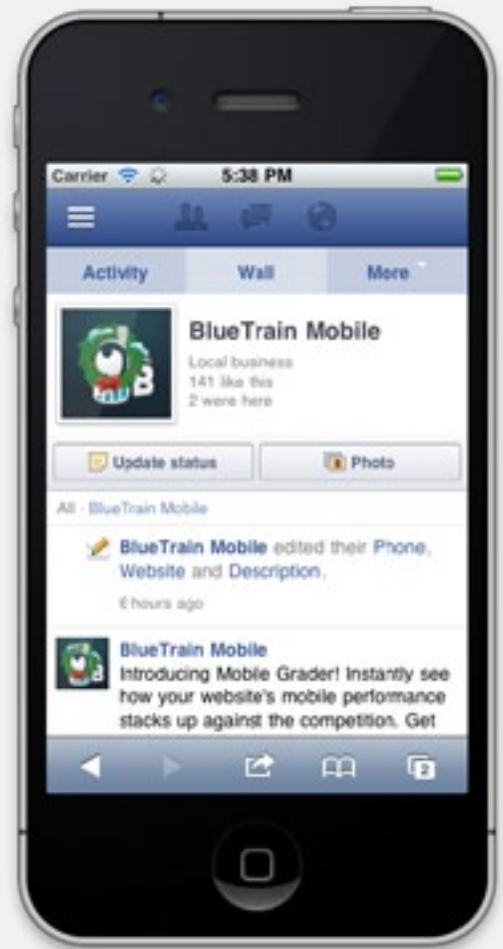 Carrier 5:38 PM
Activity Wall More
BlueTrain Mobile
Local business
141 like this
2 were here
Update status Photo
All · BlueTrain Mobile
BlueTrain Mobile edited their Phone,
Website and Description.
6 hours ago
BlueTrain Mobile
Introducing Mobile Grader! Instantly see
how your website's mobile performance
stacks up against the competition. Get
2